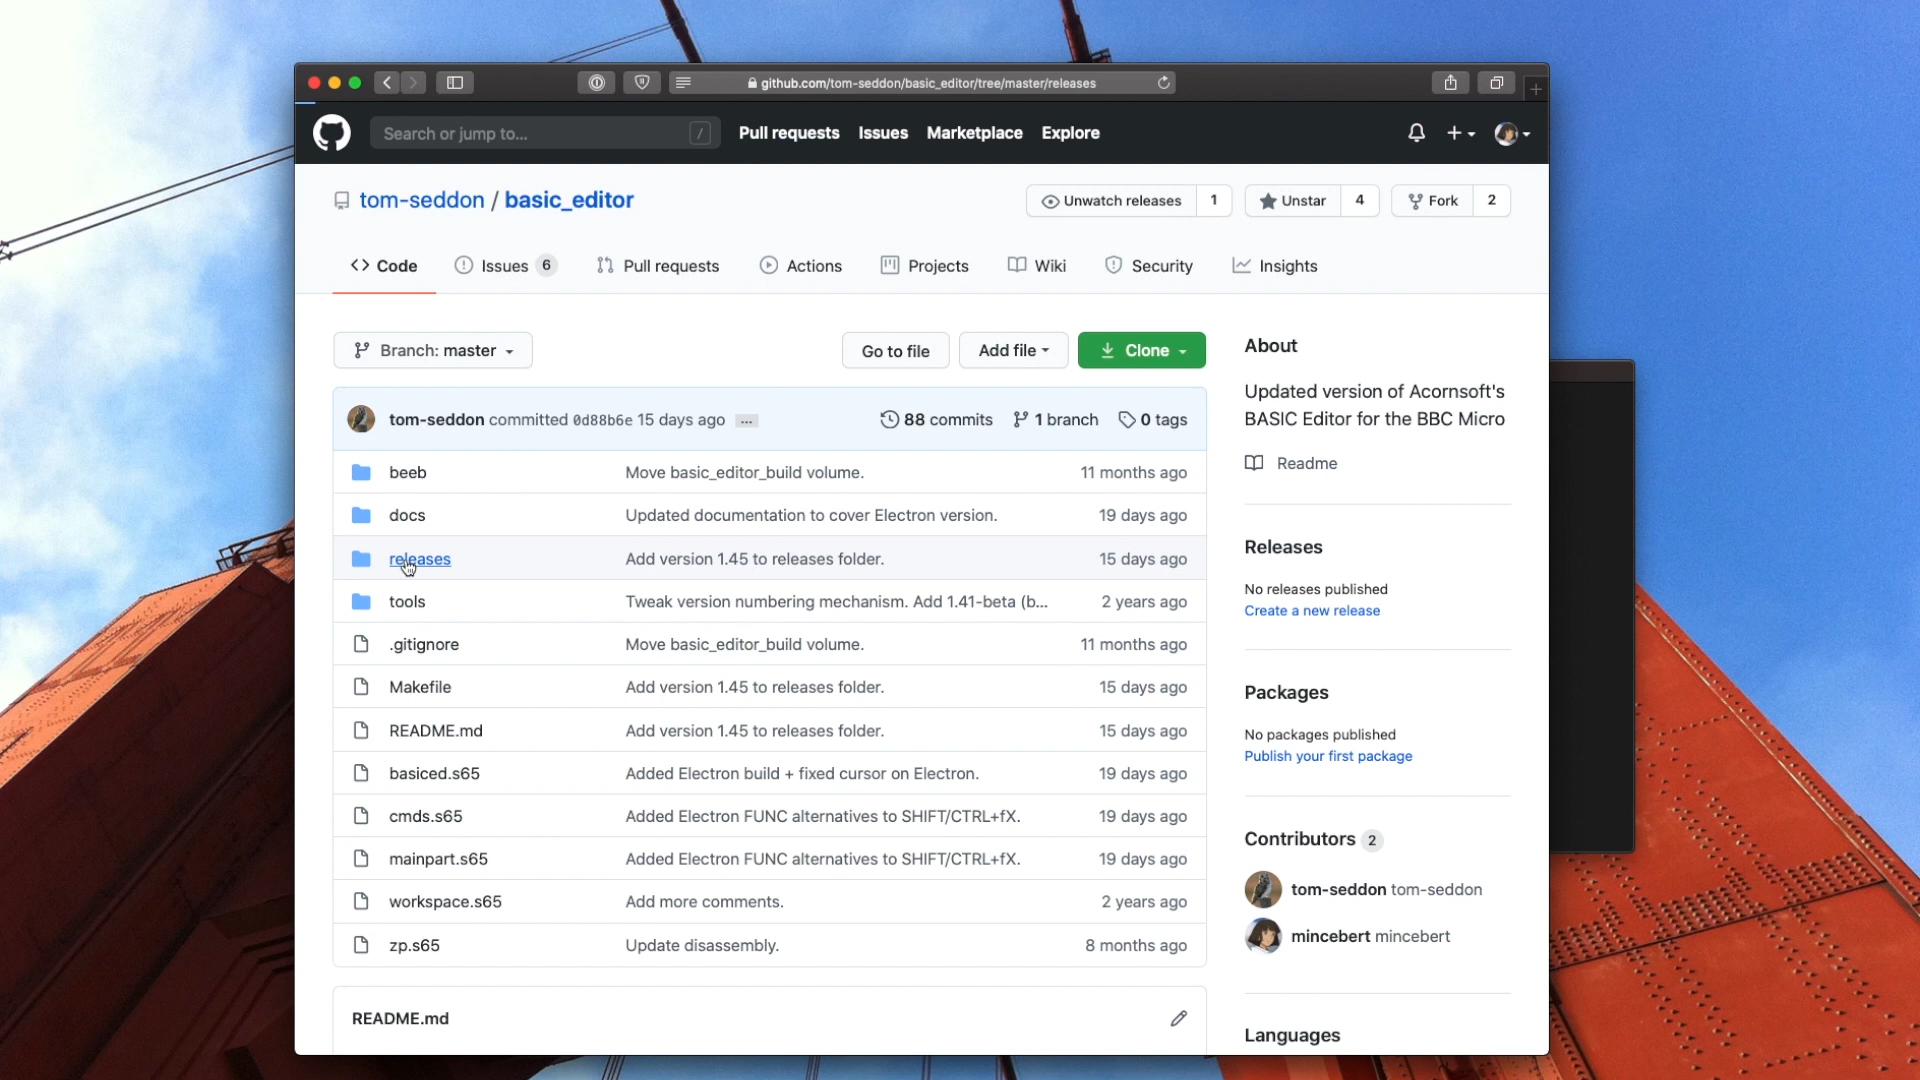 github.com/tom-seddon/basic_editor/tree/master/releases
Search or jump to... /
Pull requests Issues Marketplace Explore
tom-seddon / basic_editor
Unwatch releases 1 Unstar 4 Fork 2
Code Issues 6 Pull requests Actions Projects Wiki Security Insights
Branch: master Go to file Add file Clone
tom-seddon committed 0d88b6e 15 days ago ... 88 commits 1 branch 0 tags
beeb Move basic_editor_build volume. 11 months ago
docs Updated documentation to cover Electron version. 19 days ago
releases Add version 1.45 to releases folder. 15 days ago
tools Tweak version numbering mechanism. Add 1.41-beta (b... 2 years ago
.gitignore Move basic_editor_build volume. 11 months ago
Makefile Add version 1.45 to releases folder. 15 days ago
README.md Add version 1.45 to releases folder. 15 days ago
basiced.s65 Added Electron build + fixed cursor on Electron. 19 days ago
cmds.s65 Added Electron FUNC alternatives to SHIFT/CTRL+fX. 19 days ago
mainpart.s65 Added Electron FUNC alternatives to SHIFT/CTRL+fX. 19 days ago
workspace.s65 Add more comments. 2 years ago
zp.s65 Update disassembly. 8 months ago
README.md
About
Updated version of Acornsoft's
BASIC Editor for the BBC Micro
Readme
Releases
No releases published
Create a new release
Packages
No packages published
Publish your first package
Contributors 2
tom-seddon tom-seddon
mincebert mincebert
Languages